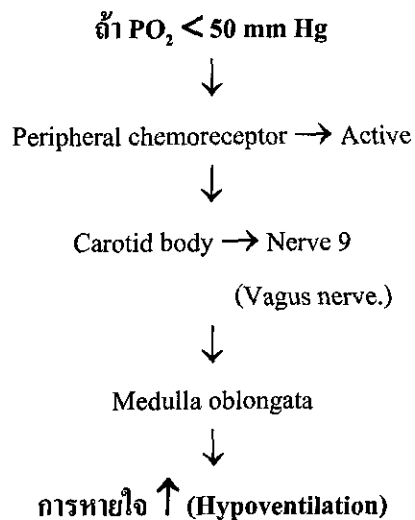 ถ้า PO₂ < 50 mm Hg
↓
Peripheral chemoreceptor → Active
↓
Carotid body → Nerve 9
(Vagus nerve.)
↓
Medulla oblongata
↓
การหายใจ ↑ (Hypoventilation)